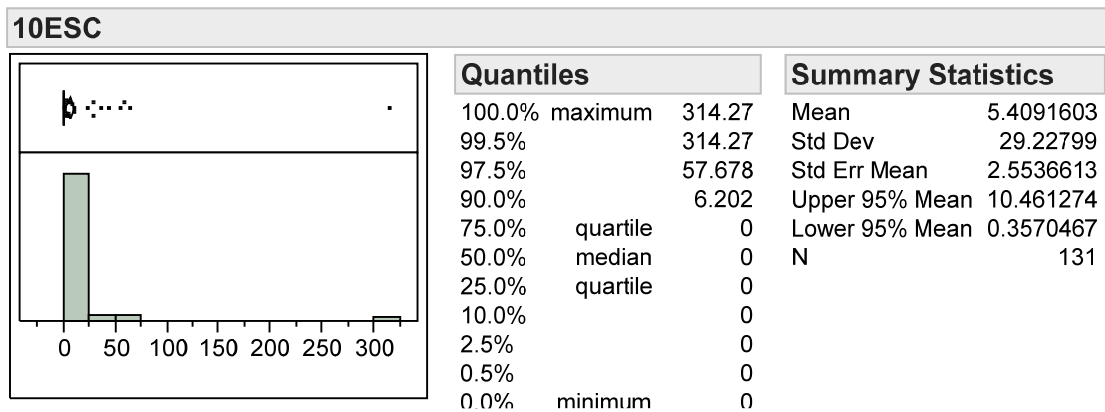 10ESC
0 50 100 150 200 250 300
Quantiles
100.0% maximum 314.27
99.5% 314.27
97.5% 57.678
90.0% 6.202
75.0% quartile 0
50.0% median 0
25.0% quartile 0
10.0% 0
2.5% 0
0.5% 0
0.0% minimum 0
Summary Statistics
Mean 5.4091603
Std Dev 29.22799
Std Err Mean 2.5536613
Upper 95% Mean 10.461274
Lower 95% Mean 0.3570467
N 131